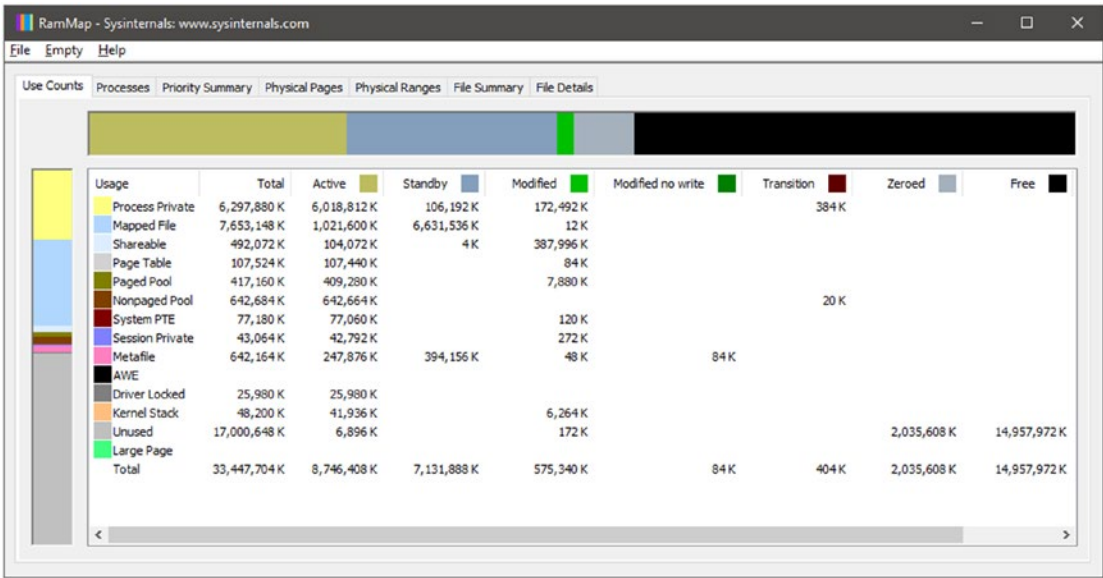 RamMap - Sysinternals: www.sysinternals.com
File Empty Help
Use Counts Processes Priority Summary Physical Pages Physical Ranges File Summary File Details
Usage Total Active Standby Modified Modified no write Transition Zeroed Free
Process Private 6,297,880 K 6,018,812 K 106,192 K 172,492 K 384 K
Mapped File 7,653,148 K 1,021,600 K 6,631,536 K 12 K
Shareable 492,072 K 104,072 K 4 K 387,996 K
Page Table 107,524 K 107,440 K 84 K
Paged Pool 417,160 K 409,280 K 7,880 K
Nonpaged Pool 642,684 K 642,664 K 20 K
System PTE 77,180 K 77,060 K 120 K
Session Private 43,064 K 42,792 K 272 K
Metafile 642,164 K 247,876 K 394,156 K 48 K 84 K
AWE
Driver Locked 25,980 K 25,980 K
Kernel Stack 48,200 K 41,936 K 6,264 K
Unused 17,000,648 K 6,896 K 172 K 2,035,608 K 14,957,972 K
Large Page
Total 33,447,704 K 8,746,408 K 7,131,888 K 575,340 K 84 K 404 K 2,035,608 K 14,957,972 K